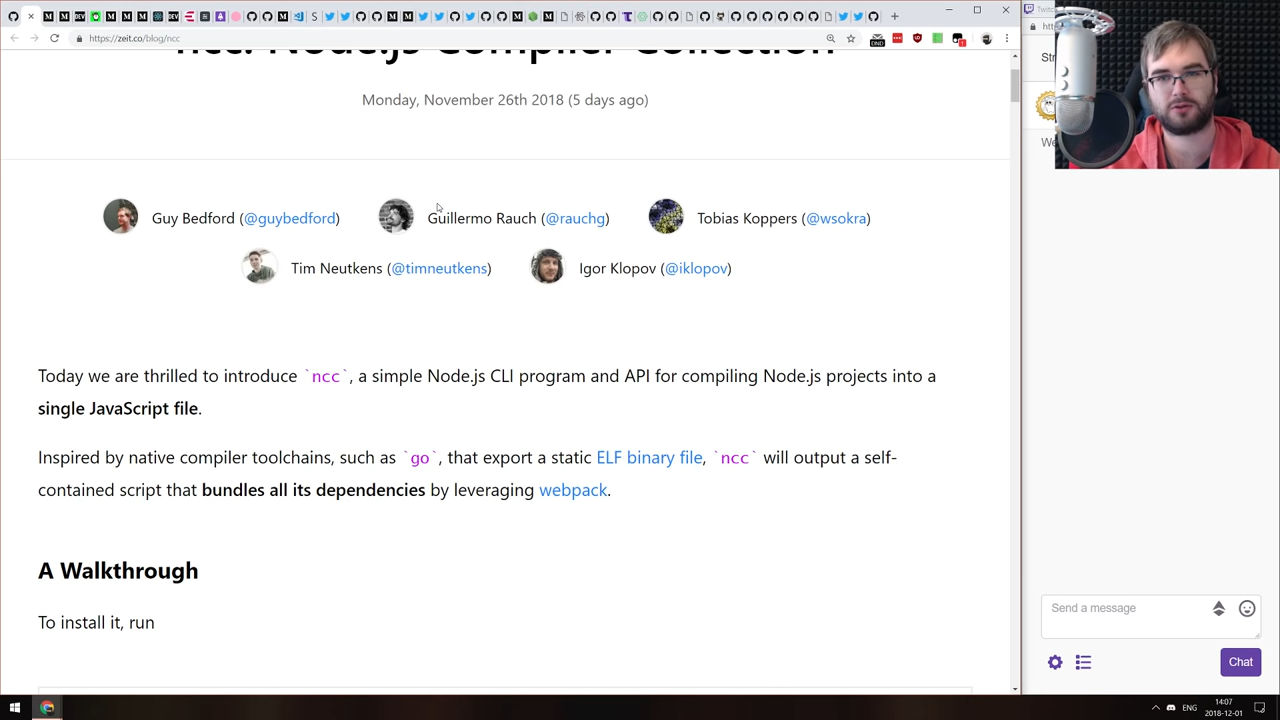 https://zeit.co/blog/ncc
DND
ncc: Node.js Compiler Collection
Monday, November 26th 2018 (5 days ago)
Guy Bedford (@guybedford)
Guillermo Rauch (@rauchg)
Tobias Koppers (@wsokra)
Tim Neutkens (@timneutkens)
Igor Klopov (@iklopov)
Today we are thrilled to introduce `ncc`, a simple Node.js CLI program and API for compiling Node.js projects into a
single JavaScript file.
Inspired by native compiler toolchains, such as `go`, that export a static ELF binary file, `ncc` will output a self-
contained script that bundles all its dependencies by leveraging webpack.
A Walkthrough
To install it, run
Twitch
Str
We
Send a message
Chat
ENG
14:07
2018-12-01